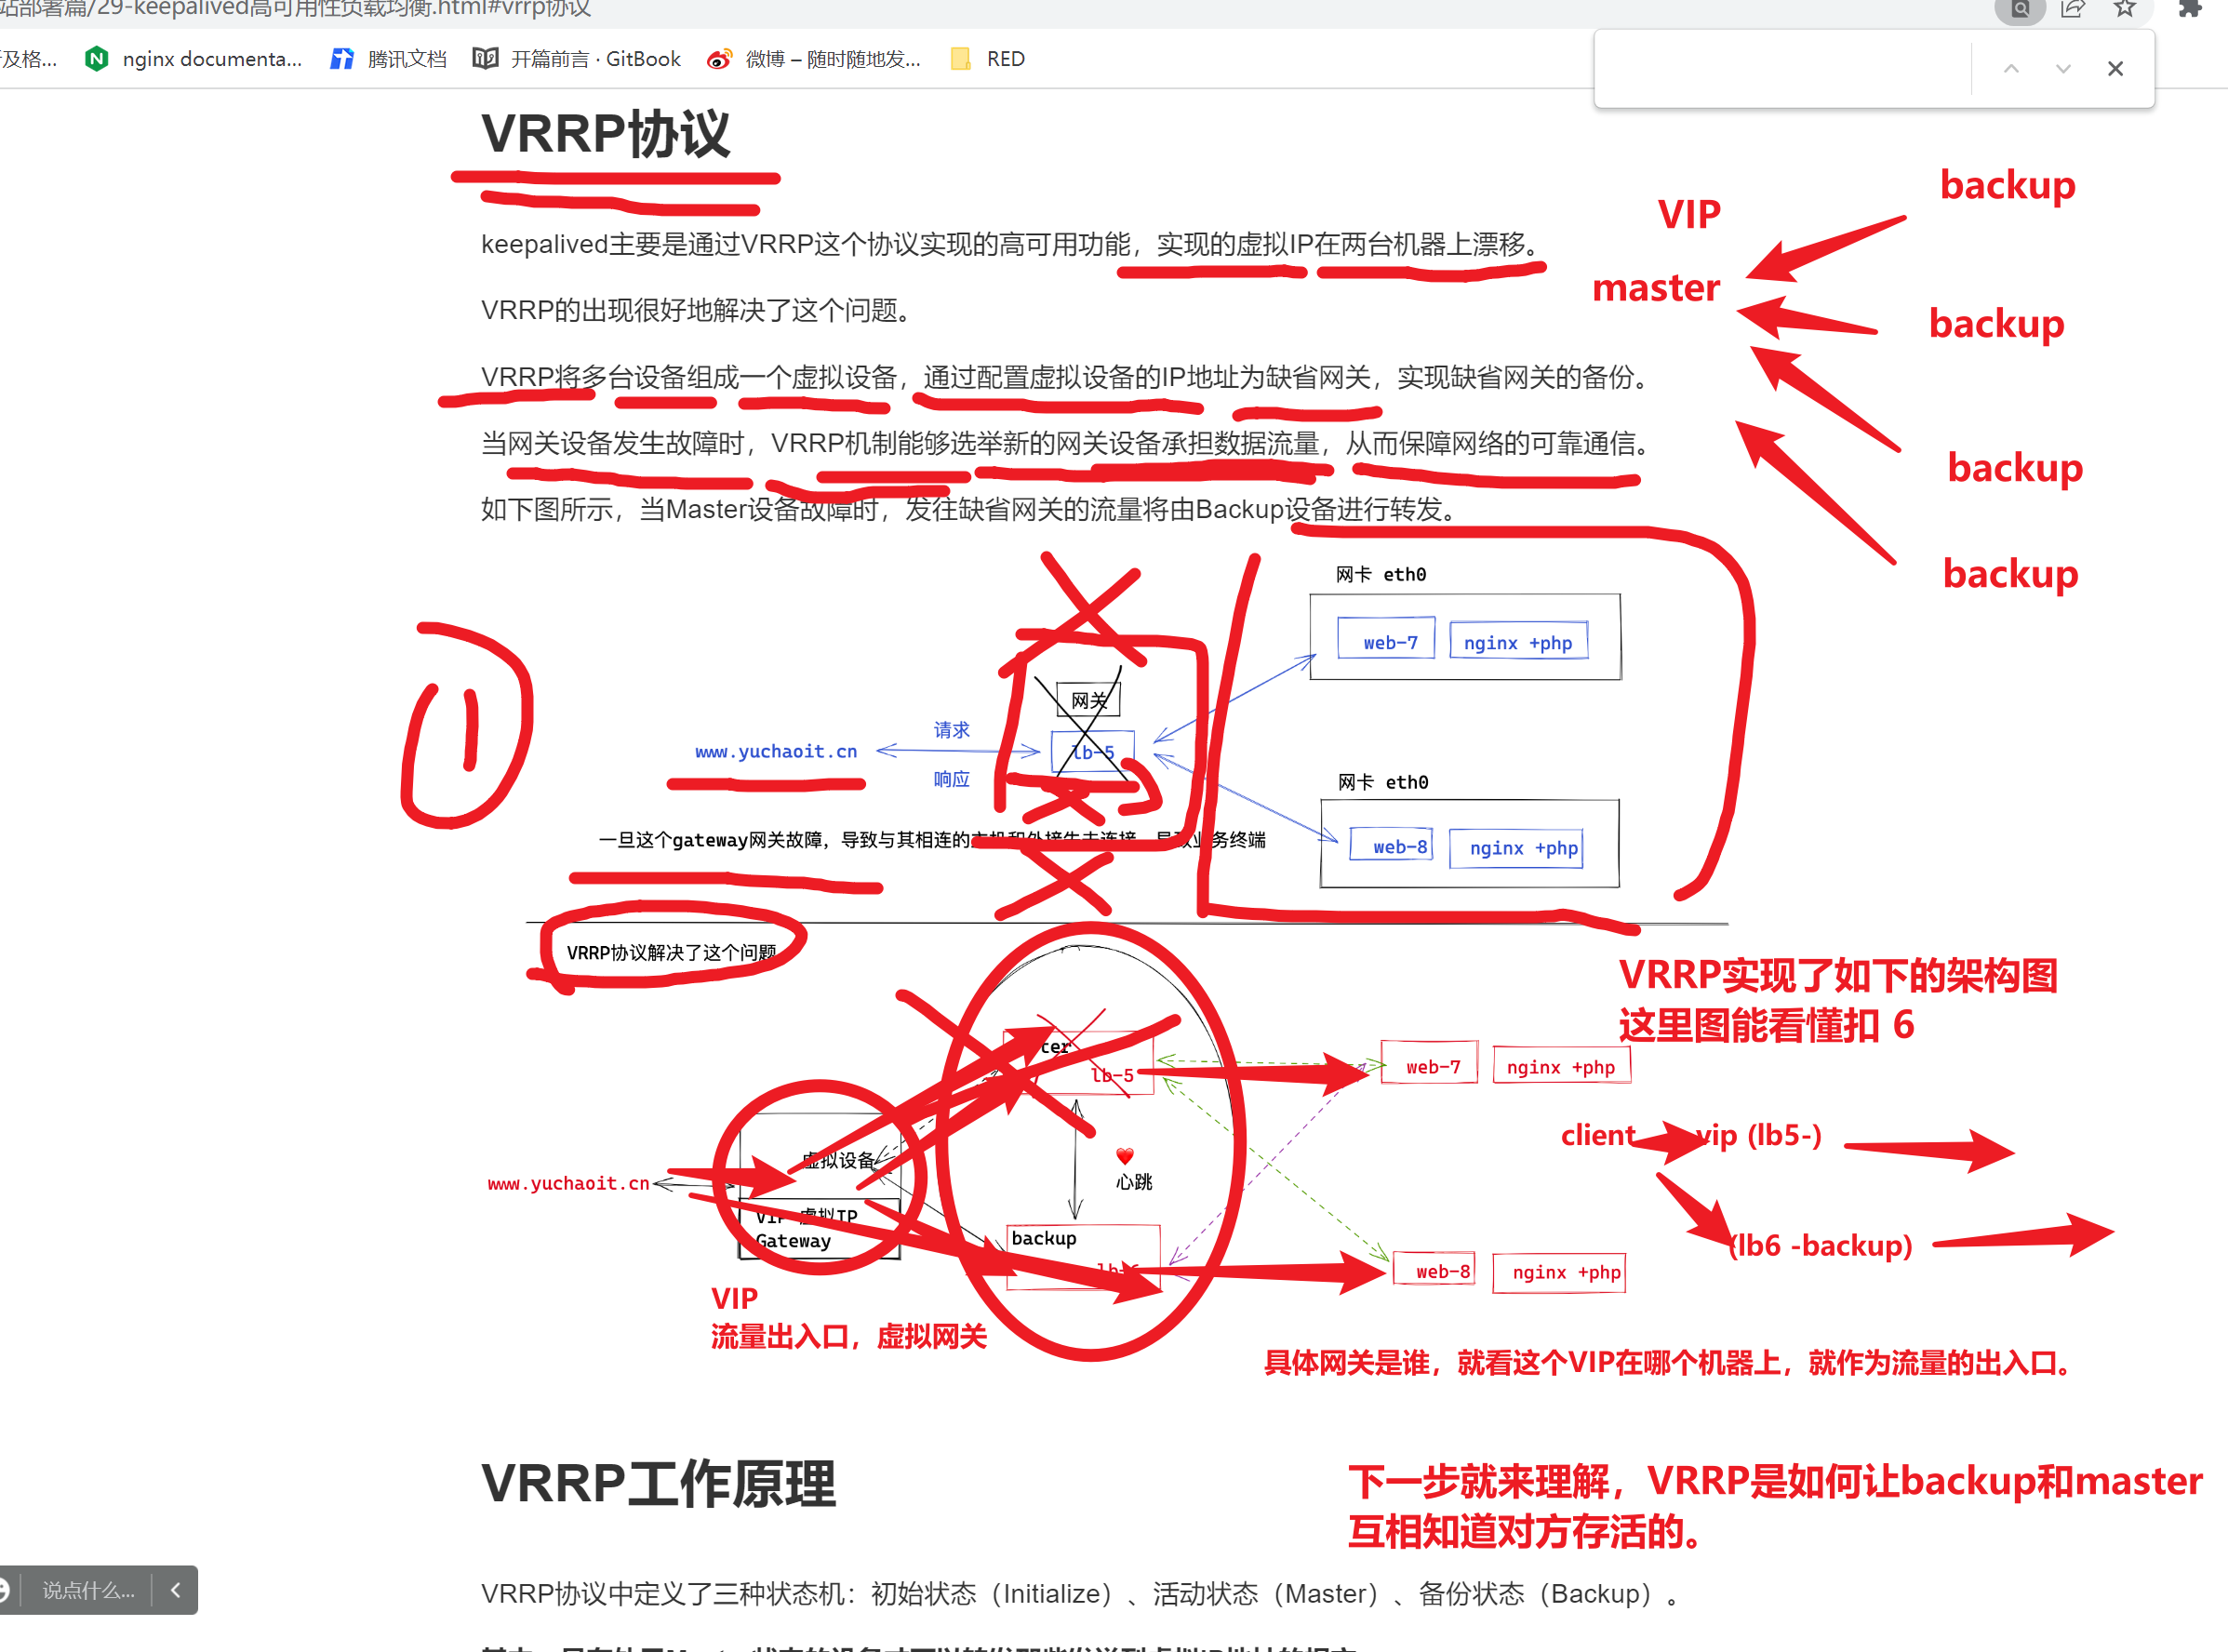 站部署篇/29-keepalived高可用性负载均衡.html#vrrp协议
及格...
nginx documenta...
腾讯文档
开篇前言 · GitBook
微博 – 随时随地发...
RED
VRRP协议
backup
VIP
keepalived主要是通过VRRP这个协议实现的高可用功能，实现的虚拟IP在两台机器上漂移。
master
VRRP的出现很好地解决了这个问题。
backup
VRRP将多台设备组成一个虚拟设备，通过配置虚拟设备的IP地址为缺省网关，实现缺省网关的备份。
当网关设备发生故障时，VRRP机制能够选举新的网关设备承担数据流量，从而保障网络的可靠通信。
backup
如下图所示，当Master设备故障时，发往缺省网关的流量将由Backup设备进行转发。
backup
网卡 eth0
web-7
nginx +php
网关
请求
www.yuchaoit.cn
lb-5
响应
网卡 eth0
一旦这个gateway网关故障，导致与其相连的主机和外接失去连接，导致业务终端
web-8
nginx +php
VRRP协议解决了这个问题
VRRP实现了如下的架构图
这里图能看懂扣 6
ter
lb-5
web-7
nginx +php
client
vip (lb5-)
虚拟设备
心跳
www.yuchaoit.cn
VIP 虚拟IP
Gateway
backup
(lb6 -backup)
lb-6
web-8
nginx +php
VIP
流量出入口，虚拟网关
具体网关是谁，就看这个VIP在哪个机器上，就作为流量的出入口。
VRRP工作原理
下一步就来理解，VRRP是如何让backup和master
互相知道对方存活的。
说点什么...
VRRP协议中定义了三种状态机：初始状态（Initialize）、活动状态（Master）、备份状态（Backup）。